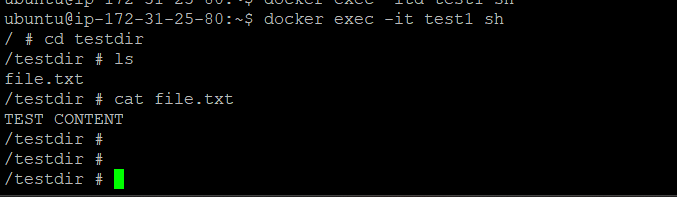 ubuntu@ip-172-31-25-80:~$ docker exec -itd test1 sh
ubuntu@ip-172-31-25-80:~$ docker exec -it test1 sh
/ # cd testdir
/testdir # ls
file.txt
/testdir # cat file.txt
TEST CONTENT
/testdir #
/testdir #
/testdir #